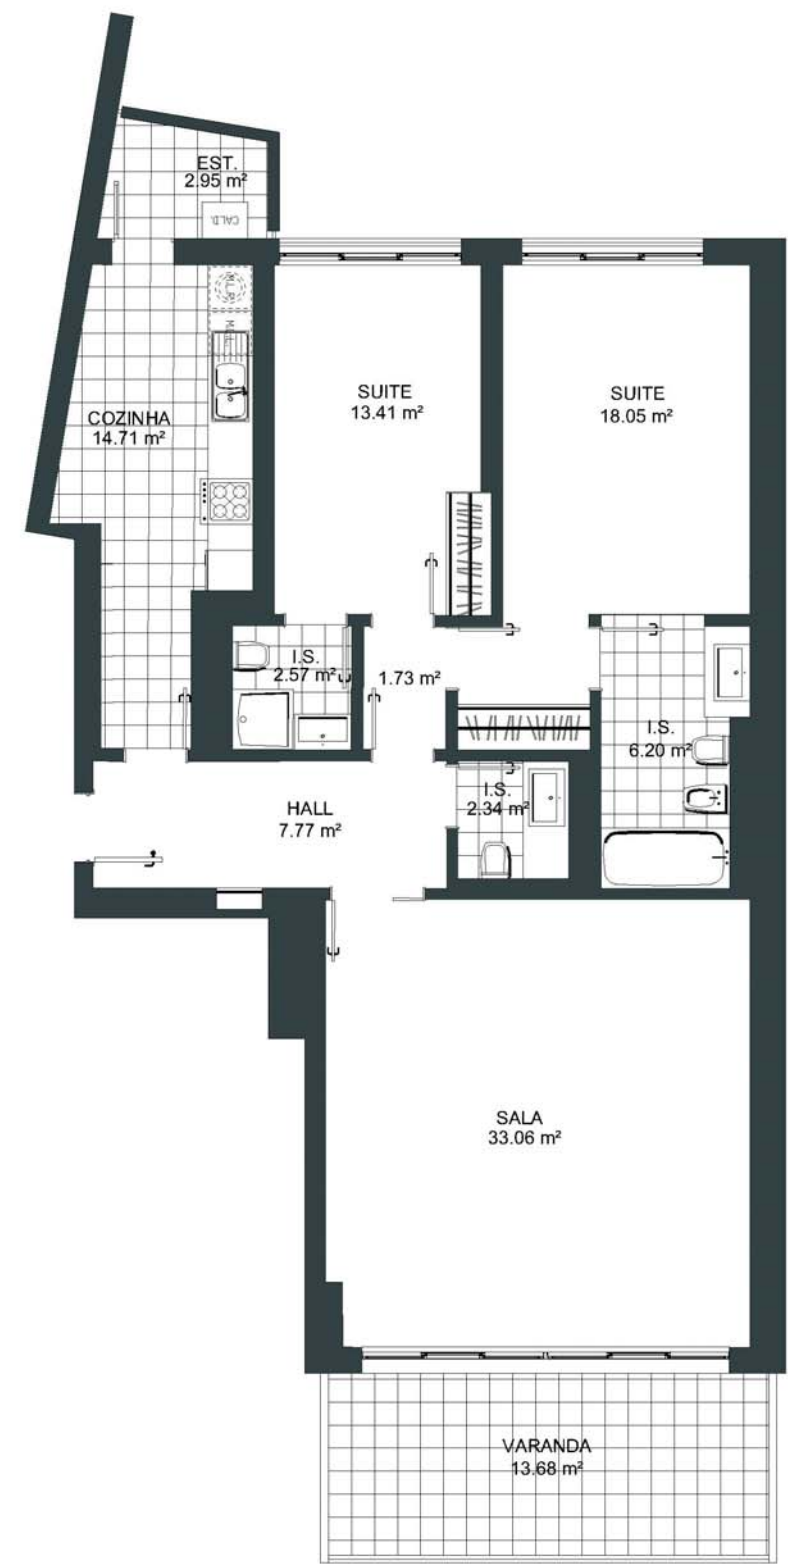 EST.
2.95 m²
CALD.
M.L.R.
M.L.L.
SUITE
13.41 m²
SUITE
18.05 m²
COZINHA
14.71 m²
I.S.
2.57 m²
1.73 m²
I.S.
6.20 m²
HALL
7.77 m²
I.S.
2.34 m²
SALA
33.06 m²
VARANDA
13.68 m²